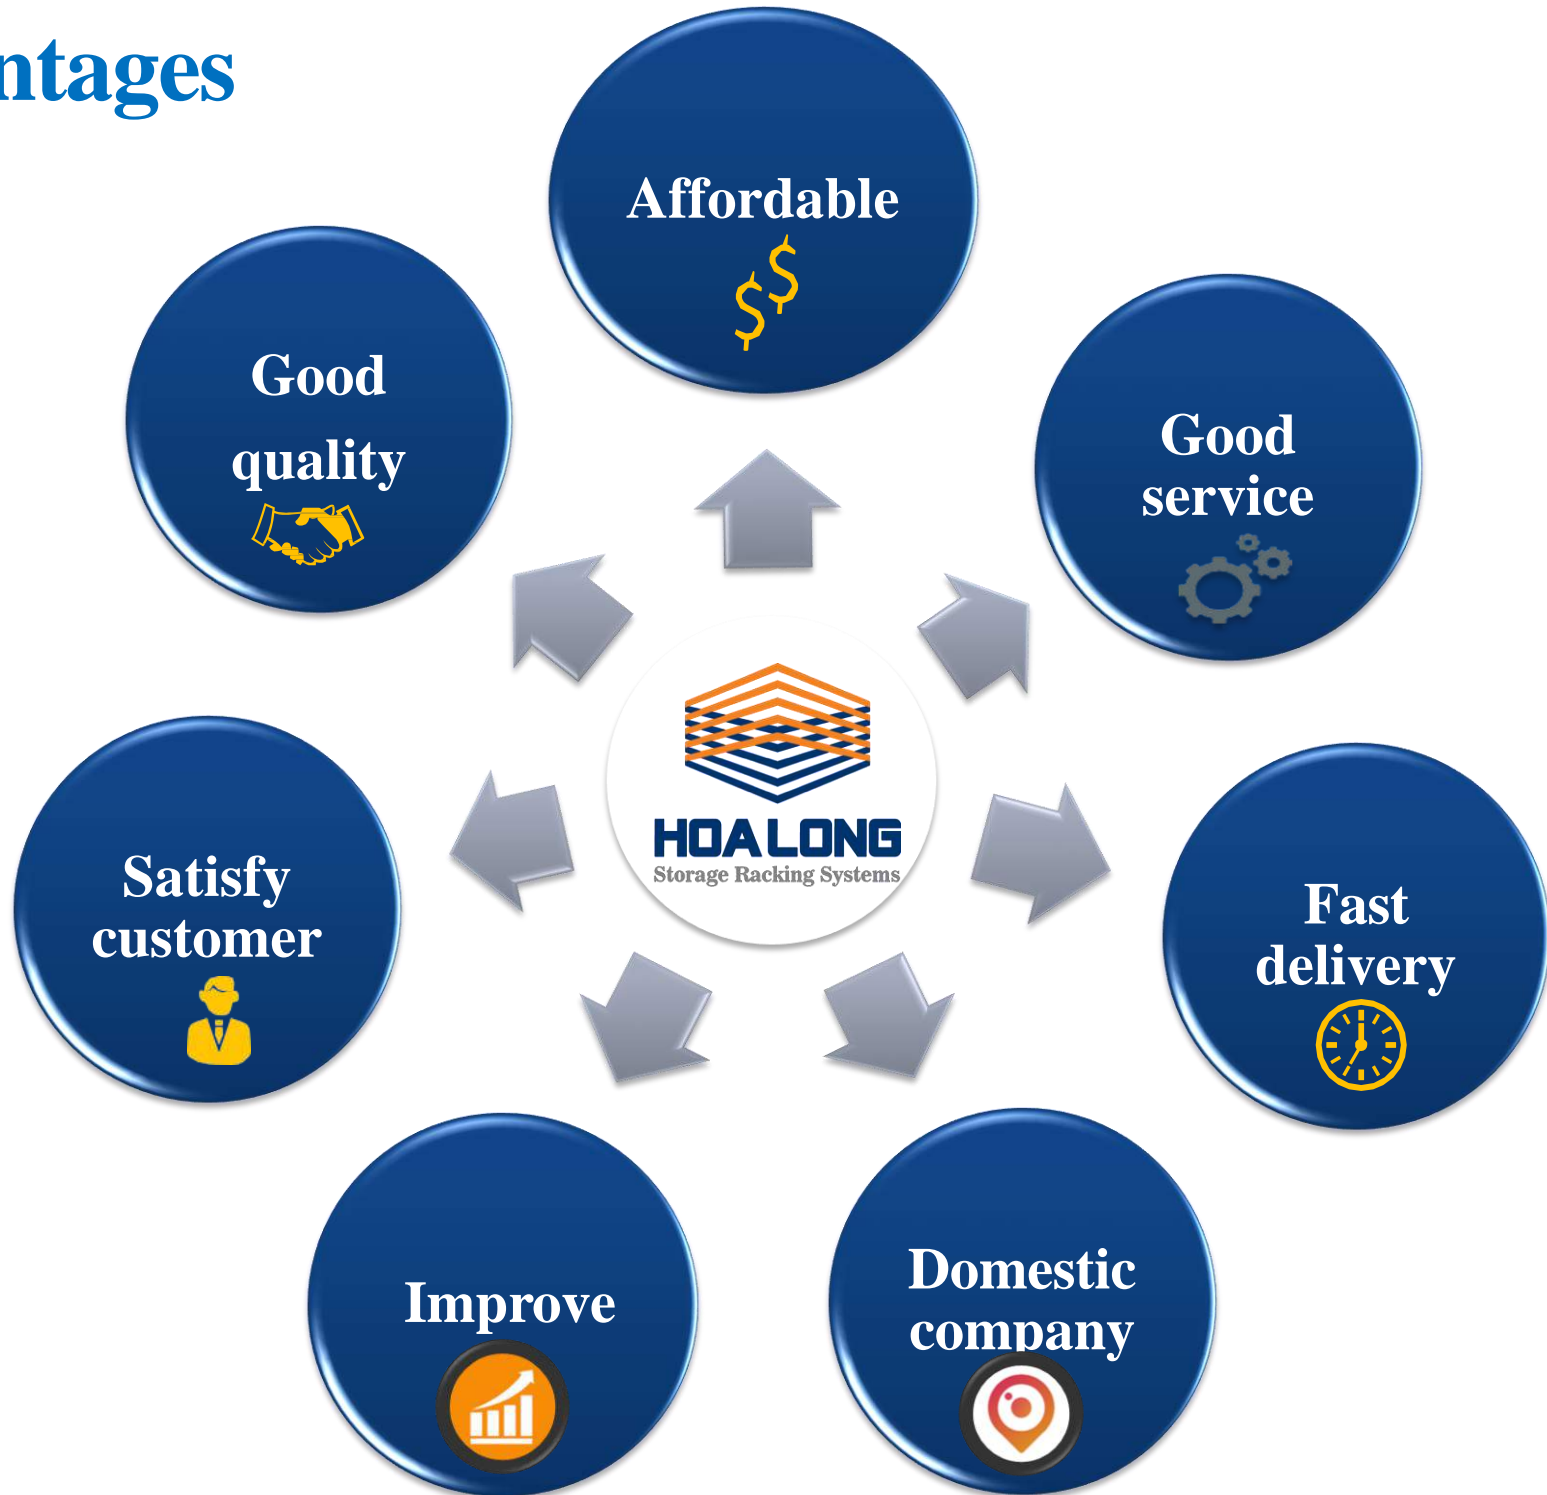 ntages
Affordable
Good
quality
Good
service
HOALONG
Storage Racking Systems
Satisfy
customer
Fast
delivery
Improve
Domestic
company